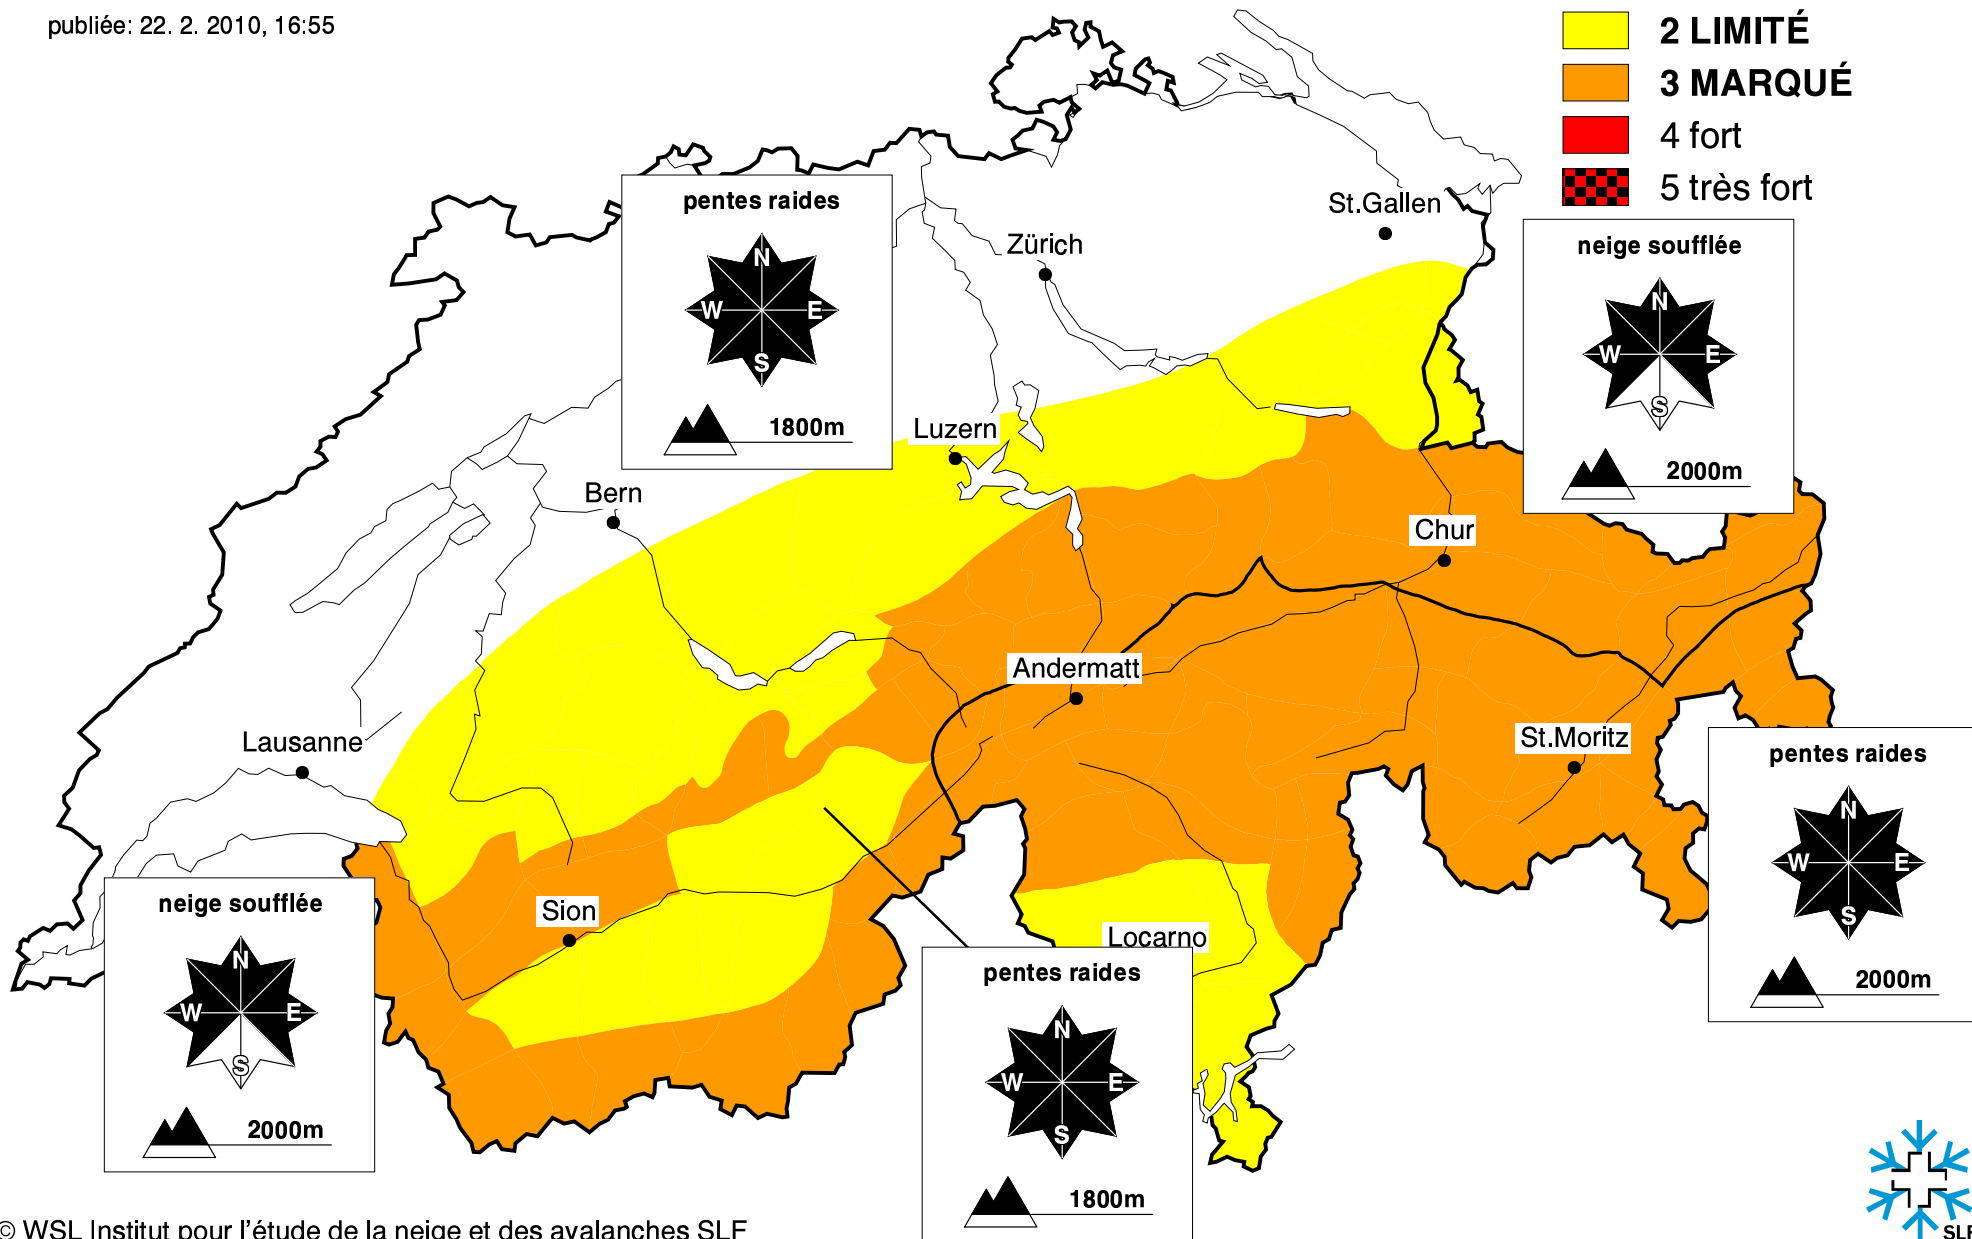 publiée: 22. 2. 2010, 16:55
2 LIMITÉ
3 MARQUÉ
4 fort
5 très fort
pentes raides
N
W E
S
1800m
St.Gallen
Zürich
neige soufflée
N
W E
S
2000m
Luzern
Bern
Chur
Andermatt
Lausanne
St.Moritz
pentes raides
N
W E
S
2000m
Sion
Locarno
neige soufflée
N
W E
S
2000m
pentes raides
N
W E
S
1800m
© WSL Institut pour l'étude de la neige et des avalanches SLF
SLF